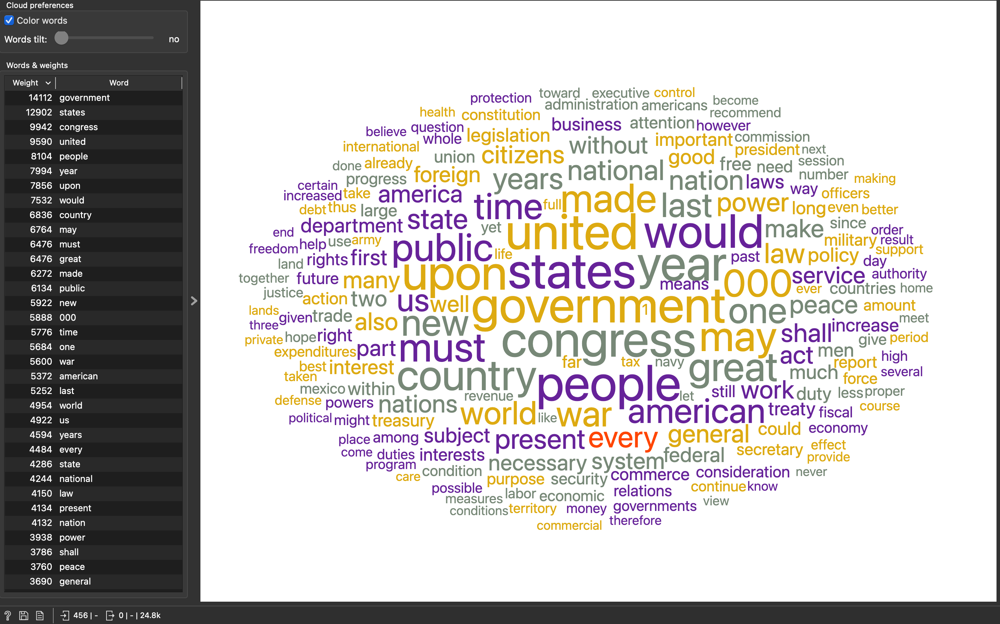 Cloud preferences
Color words
Words tilt: no
Words & weights
Weight Word
14112 government
12902 states
9942 congress
9590 united
8104 people
7994 year
7856 upon
7532 would
6836 country
6764 may
6476 must
6476 great
6272 made
6134 public
5922 new
5888 000
5776 time
5684 one
5600 war
5372 american
5252 last
4954 world
4922 us
4594 years
4484 every
4286 state
4244 national
4150 law
4134 present
4132 nation
3938 power
3786 shall
3760 peace
3690 general
456 | - 0 | - | 24.8k
protection toward executive control
administration americans become
health constitution recommend
business attention however
believe question
whole legislation important commission
international without president next
union citizens good free need session
done already national number
progress foreign years nation laws making
certain way officers
increased take america made last
debt thus large time full power long even better
department state yet united would make since order
end military result
freedom help use army public life law policy support
land rights first past day
together future many upon states year service authority
means 000 ever countries home
justice action two us well government 1 one peace amount
lands given trade also new meet
three shall increase
private hope right congress may give period
expenditures part must act men high
best interest far tax navy great report
taken much force several
mexico within country people still work duty less proper
defense powers nations revenue let
course
political might treasury world like war american treaty fiscal
place among subject present every general could economy
come duties interests secretary effect
program necessary system federal provide
care condition purpose security commerce consideration never
possible continue know
measures labor economic relations view
conditions territory money governments
commercial therefore